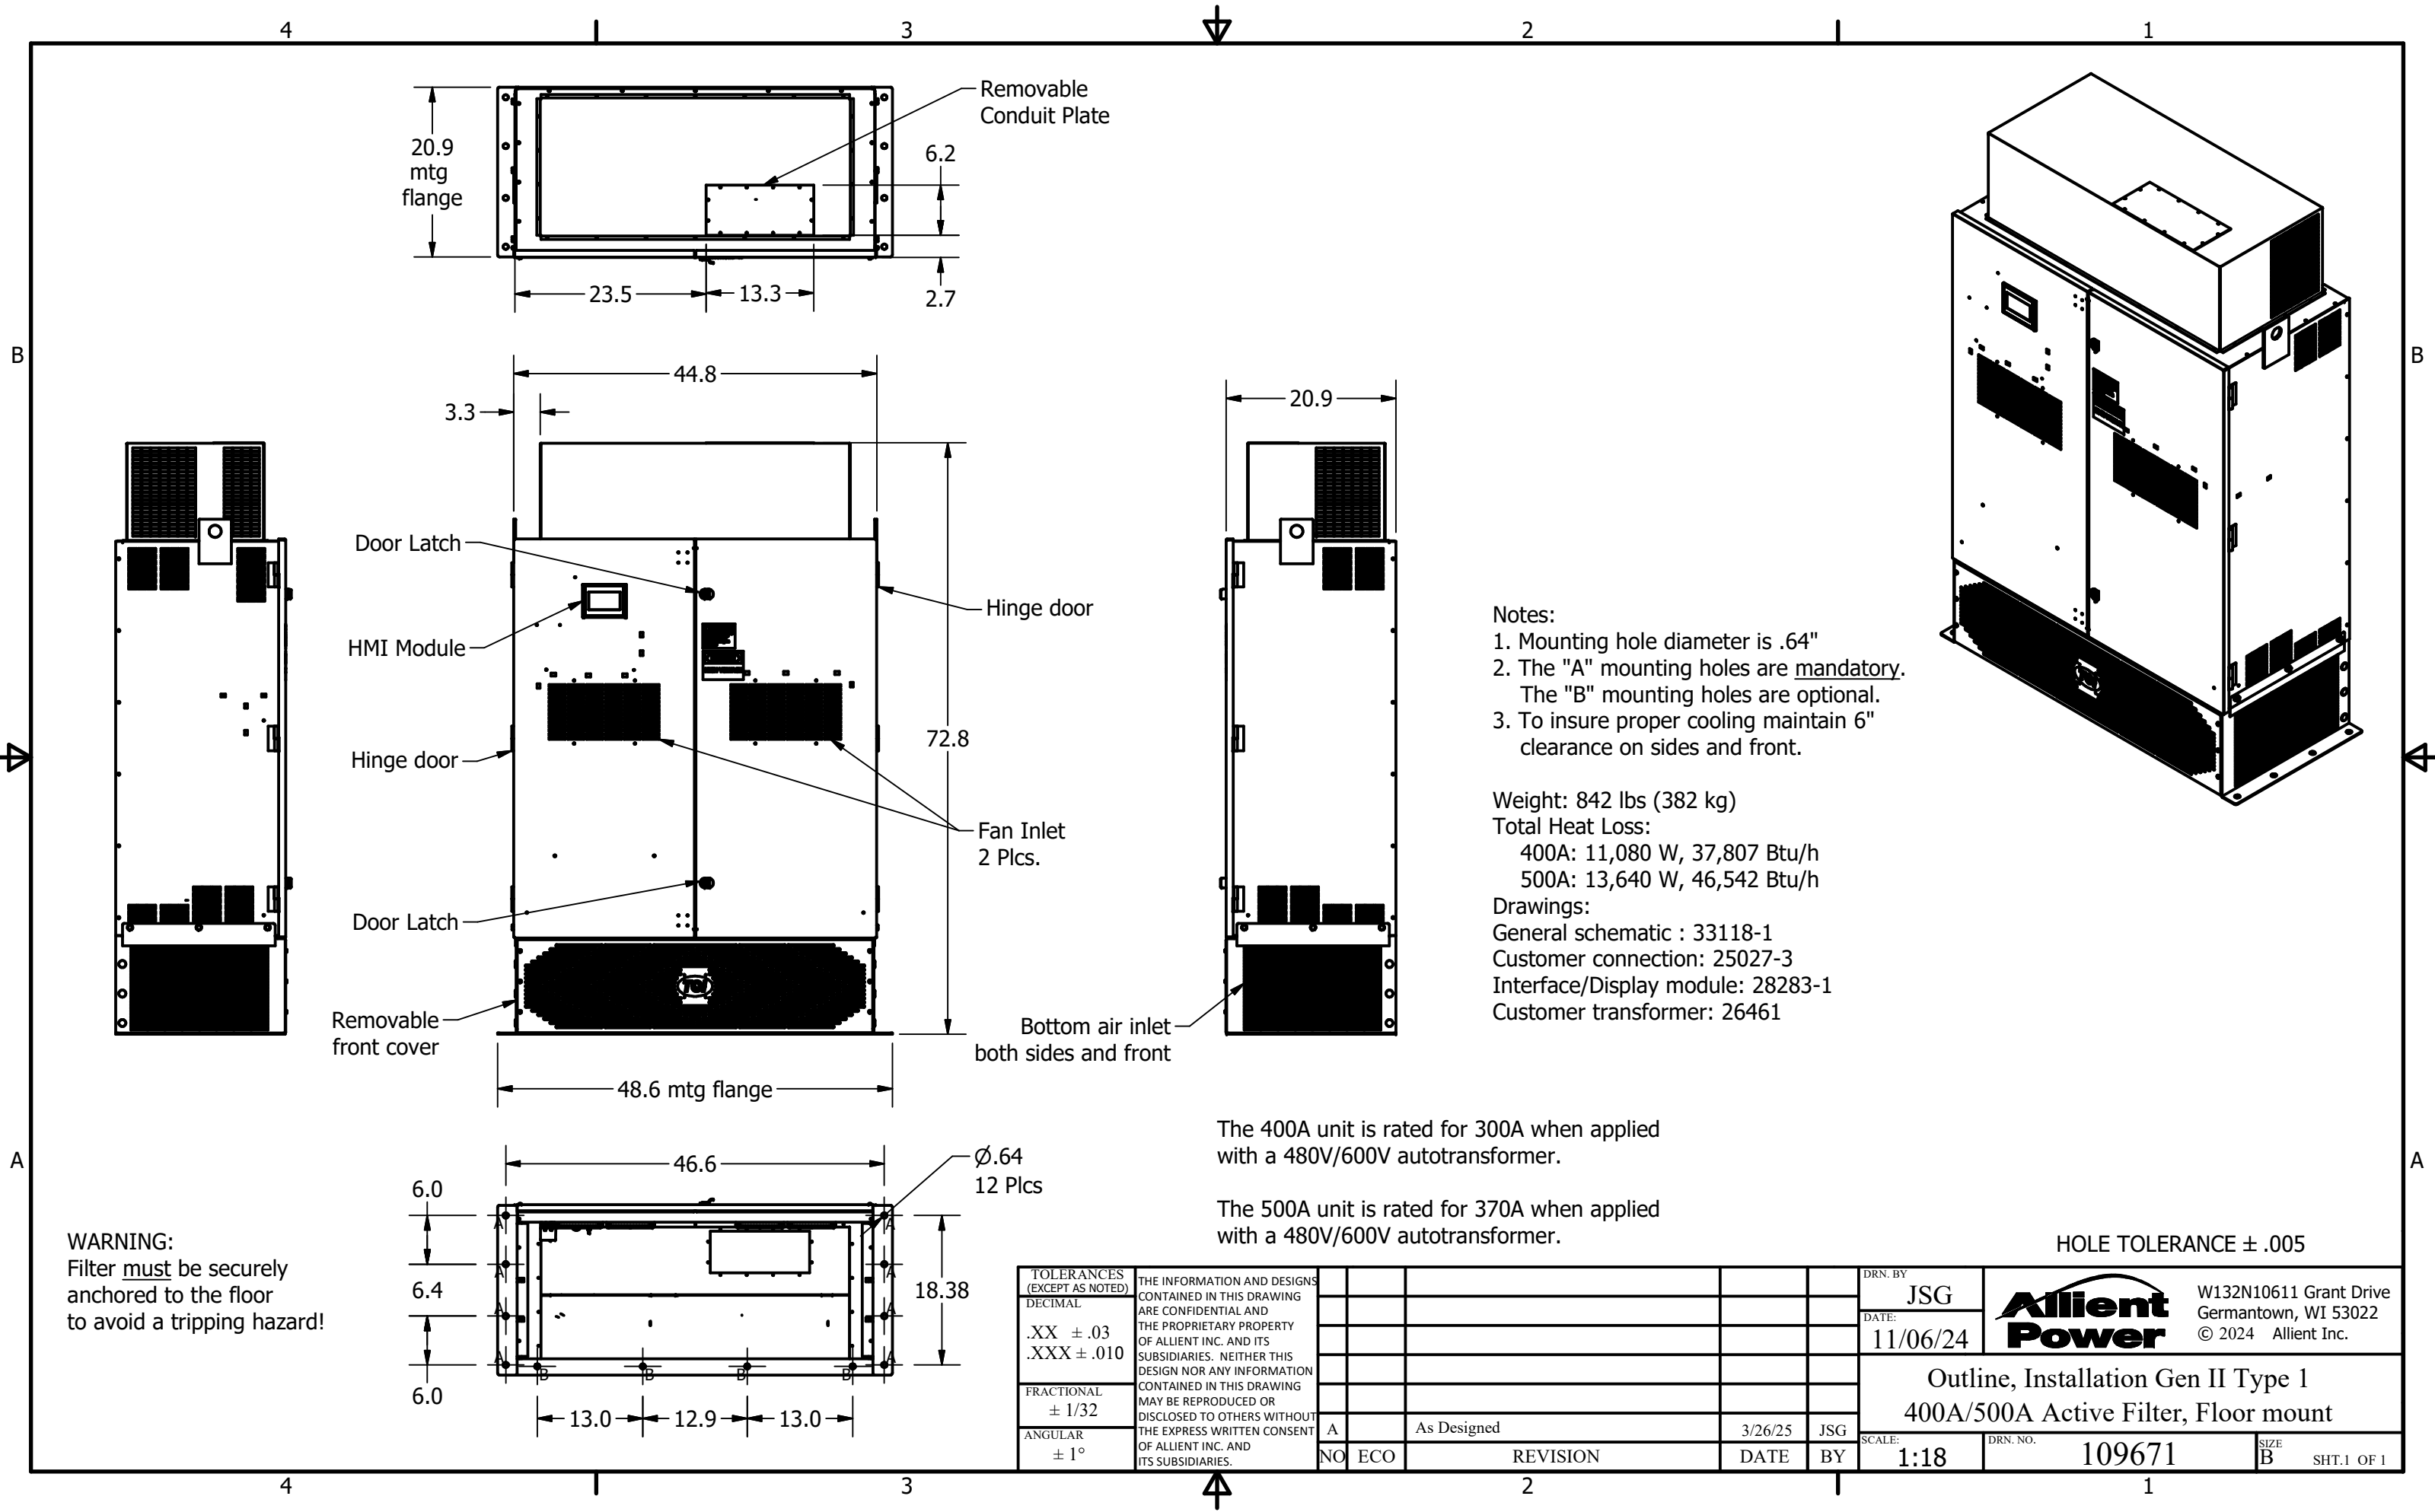 4
3
2
1
B
B
A
A
20.9
mtg
flange
Removable
Conduit Plate
6.2
2.7
23.5
13.3
44.8
3.3
20.9
Door Latch
HMI Module
Hinge door
Hinge door
72.8
Fan Inlet
2 Plcs.
Door Latch
TCI
Removable
front cover
Bottom air inlet
both sides and front
48.6 mtg flange
Notes:
1. Mounting hole diameter is .64"
2. The "A" mounting holes are mandatory.
The "B" mounting holes are optional.
3. To insure proper cooling maintain 6"
clearance on sides and front.
Weight: 842 lbs (382 kg)
Total Heat Loss:
400A: 11,080 W, 37,807 Btu/h
500A: 13,640 W, 46,542 Btu/h
Drawings:
General schematic : 33118-1
Customer connection: 25027-3
Interface/Display module: 28283-1
Customer transformer: 26461
The 400A unit is rated for 300A when applied
with a 480V/600V autotransformer.
The 500A unit is rated for 370A when applied
with a 480V/600V autotransformer.
46.6
Ø.64
12 Plcs
6.0
6.4
6.0
18.38
A
A
A
A
A
A
A
A
B
B
B
B
13.0
12.9
13.0
WARNING:
Filter must be securely
anchored to the floor
to avoid a tripping hazard!
HOLE TOLERANCE ± .005
TOLERANCES
(EXCEPT AS NOTED)
DECIMAL
.XX ± .03
.XXX ± .010
FRACTIONAL
± 1/32
ANGULAR
± 1°
THE INFORMATION AND DESIGNS
CONTAINED IN THIS DRAWING
ARE CONFIDENTIAL AND
THE PROPRIETARY PROPERTY
OF ALLIENT INC. AND ITS
SUBSIDIARIES. NEITHER THIS
DESIGN NOR ANY INFORMATION
CONTAINED IN THIS DRAWING
MAY BE REPRODUCED OR
DISCLOSED TO OTHERS WITHOUT
THE EXPRESS WRITTEN CONSENT
OF ALLIENT INC. AND
ITS SUBSIDIARIES.
A As Designed 3/26/25 JSG
NO ECO REVISION DATE BY
DRN. BY
JSG
DATE:
11/06/24
Allient
Power
W132N10611 Grant Drive
Germantown, WI 53022
© 2024 Allient Inc.
Outline, Installation Gen II Type 1
400A/500A Active Filter, Floor mount
SCALE:
1:18
DRN. NO.
109671
SIZE
B
SHT.1 OF 1
4
3
2
1